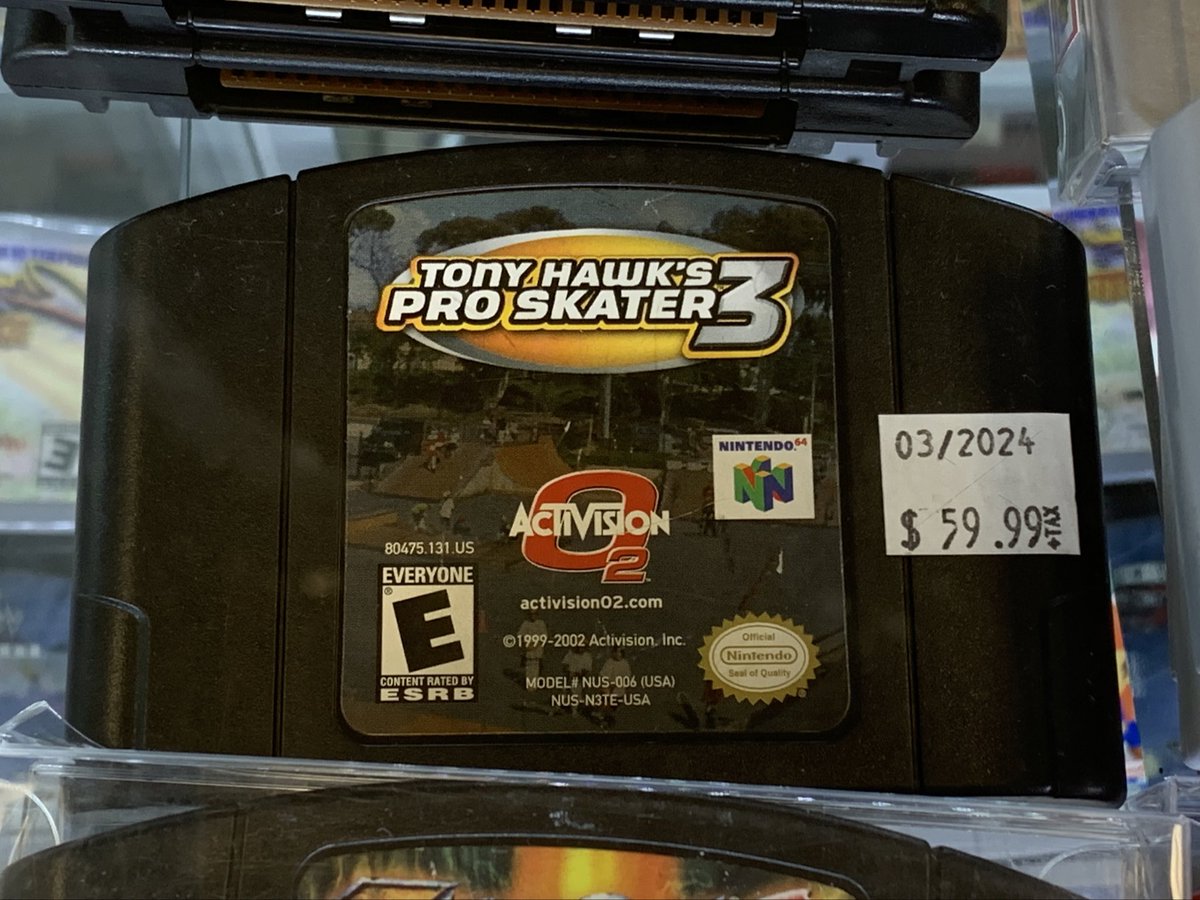 TONY HAWK'S
PRO SKATER 3
NINTENDO 64
03/2024
$ 59.99 +TAX
ACTIVISION
O2
80475.131.US
EVERYONE
E
CONTENT RATED BY
ESRB
activisionO2.com
©1999-2002 Activision, Inc.
MODEL# NUS-006 (USA)
NUS-N3TE-USA
Official
Nintendo
Seal of Quality